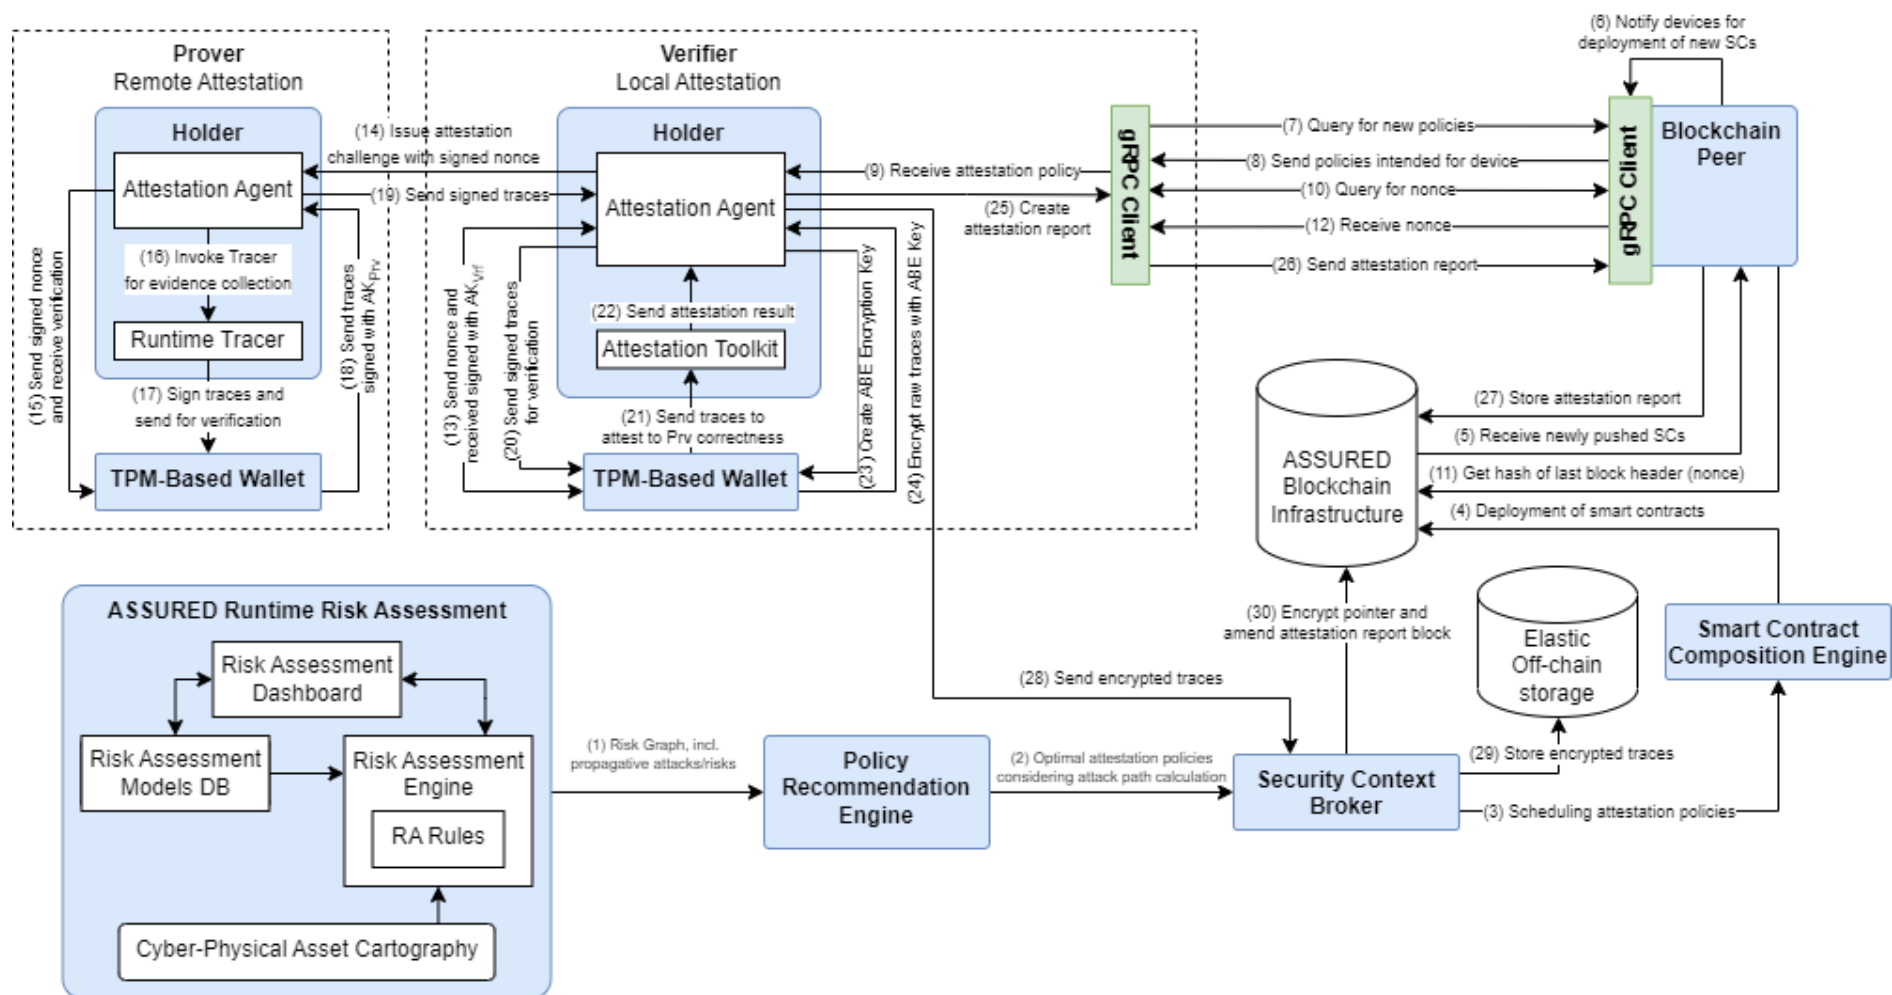 (6) Notify devices for
deployment of new SCs
Prover
Remote Attestation
Verifier
Local Attestation
Holder
Attestation Agent
(16) Invoke Tracer
for evidence collection
Runtime Tracer
(17) Sign traces and
send for verification
TPM-Based Wallet
(15) Send signed nonce
and receive verification
(18) Send traces
signed with AKPrv
(14) Issue attestation
challenge with signed nonce
(19) Send signed traces
Holder
Attestation Agent
(22) Send attestation result
Attestation Toolkit
(21) Send traces to
attest to Prv correctness
TPM-Based Wallet
(13) Send nonce and
received signed with AKVrf
(20) Send signed traces
for verification
(23) Create ABE Encryption Key
(24) Encrypt raw traces with ABE Key
(9) Receive attestation policy
(25) Create
attestation report
gRPC Client
(7) Query for new policies
(8) Send policies intended for device
(10) Query for nonce
(12) Receive nonce
(26) Send attestation report
gRPC Client
Blockchain
Peer
(27) Store attestation report
(5) Receive newly pushed SCs
(11) Get hash of last block header (nonce)
(4) Deployment of smart contracts
ASSURED
Blockchain
Infrastructure
(30) Encrypt pointer and
amend attestation report block
Elastic
Off-chain
storage
Smart Contract
Composition Engine
(28) Send encrypted traces
(29) Store encrypted traces
(3) Scheduling attestation policies
Security Context
Broker
(2) Optimal attestation policies
considering attack path calculation
Policy
Recommendation
Engine
(1) Risk Graph, incl.
propagative attacks/risks
ASSURED Runtime Risk Assessment
Risk Assessment
Dashboard
Risk Assessment
Models DB
Risk Assessment
Engine
RA Rules
Cyber-Physical Asset Cartography